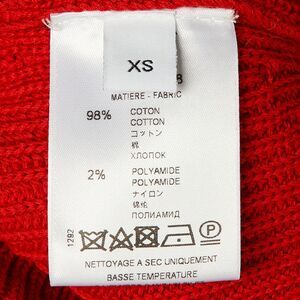 XS
8
MATIERE - FABRIC
98% COTON
COTTON
コットン
棉
ХЛОПОК
2% POLYAMIDE
POLYAMIDE
ナイロン
锦纶
ПОЛИАМИД
1292
P
NETTOYAGE A SEC UNIQUEMENT
BASSE TEMPERATURE